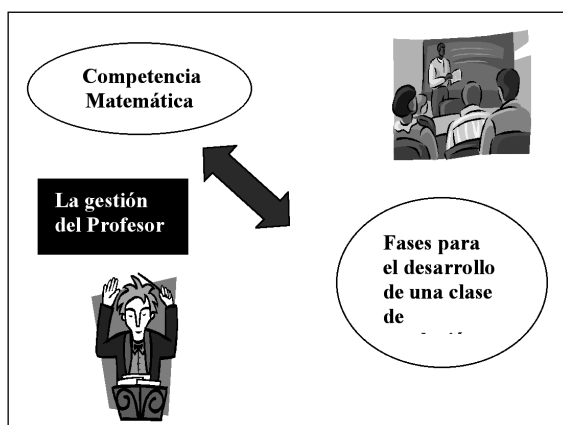 Competencia
Matemática
La gestión
del Profesor
Fases para
el desarrollo
de una clase
de